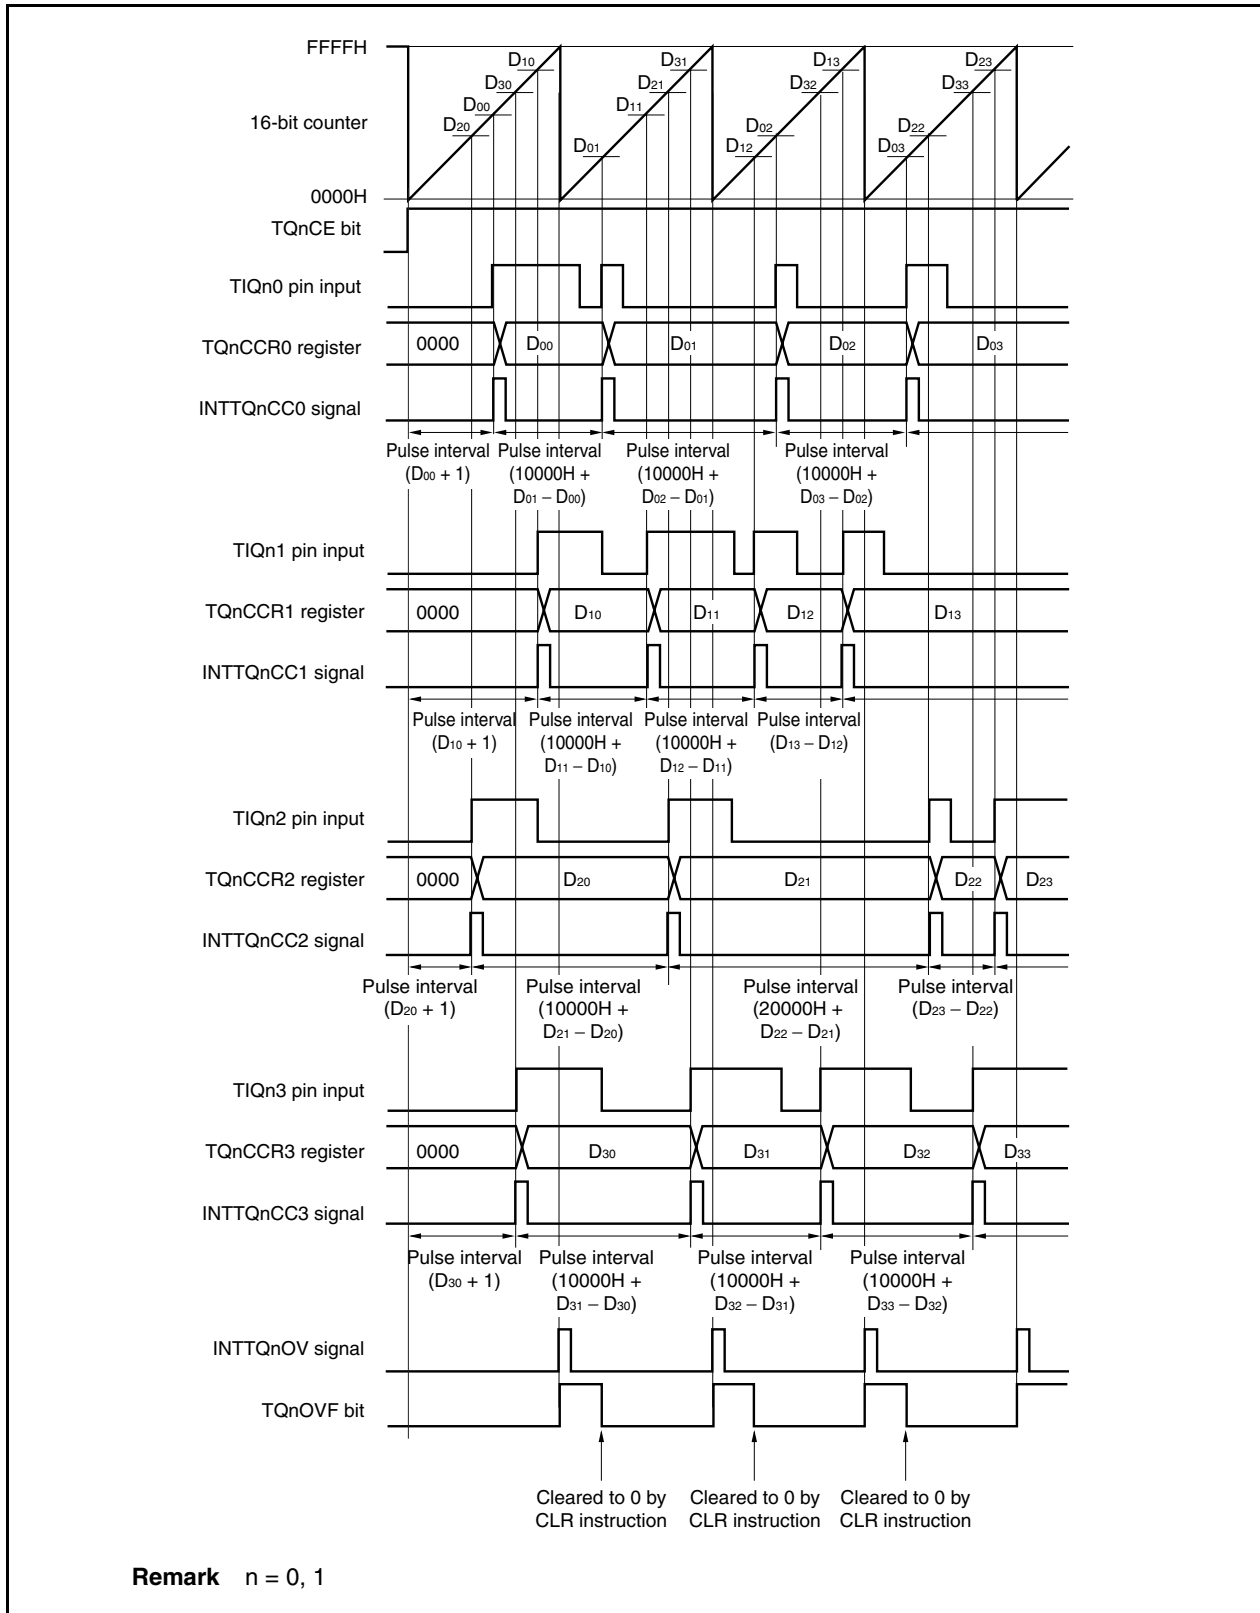 FFFFH
D10 D31 D13 D23
D30 D21 D32 D33
D00 D11
16-bit counter
D20 D02 D22
D01 D12 D03
0000H
TQnCE bit
TIQn0 pin input
TQnCCR0 register 0000 D00 D01 D02 D03
INTTQnCC0 signal
Pulse interval Pulse interval Pulse interval Pulse interval
(D00 + 1) (10000H + (10000H + (10000H +
D01 – D00) D02 – D01) D03 – D02)
TIQn1 pin input
TQnCCR1 register 0000 D10 D11 D12 D13
INTTQnCC1 signal
Pulse interval Pulse interval Pulse interval Pulse interval
(D10 + 1) (10000H + (10000H + (D13 – D12)
D11 – D10) D12 – D11)
TIQn2 pin input
TQnCCR2 register 0000 D20 D21 D22 D23
INTTQnCC2 signal
Pulse interval Pulse interval Pulse interval Pulse interval
(D20 + 1) (10000H + (20000H + (D23 – D22)
D21 – D20) D22 – D21)
TIQn3 pin input
TQnCCR3 register 0000 D30 D31 D32 D33
INTTQnCC3 signal
Pulse interval Pulse interval Pulse interval Pulse interval
(D30 + 1) (10000H + (10000H + (10000H +
D31 – D30) D32 – D31) D33 – D32)
INTTQnOV signal
TQnOVF bit
Cleared to 0 by Cleared to 0 by Cleared to 0 by
CLR instruction CLR instruction CLR instruction
Remark n = 0, 1